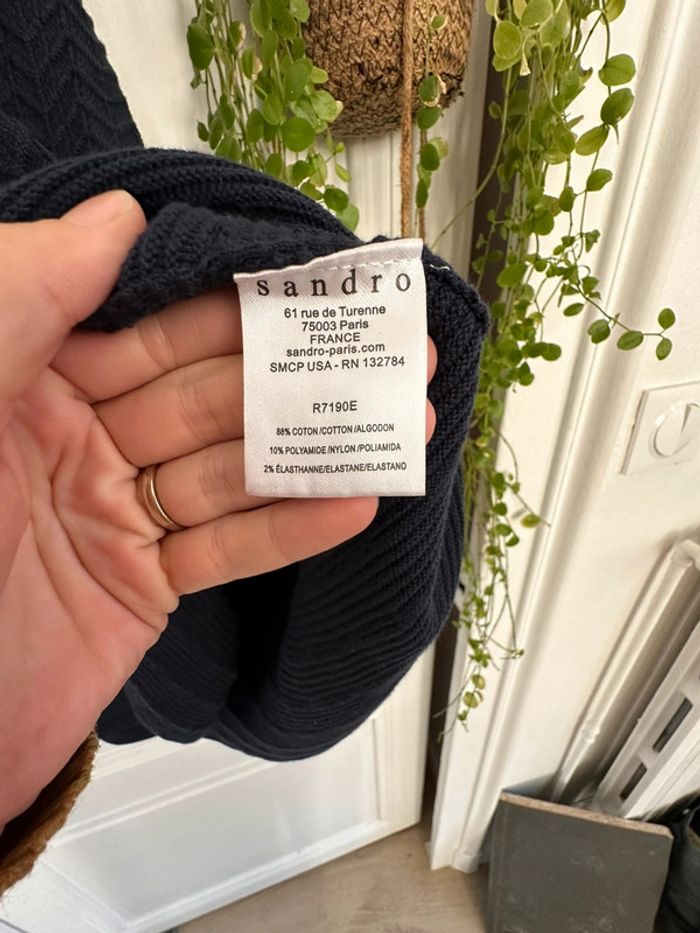 sandro
61 rue de Turenne
75003 Paris
FRANCE
sandro-paris.com
SMCP USA - RN 132784
R7190E
88% COTON/COTTON/ALGODON
10% POLYAMIDE/NYLON/POLIAMIDA
2% ÉLASTHANNE/ELASTANE/ELASTANO